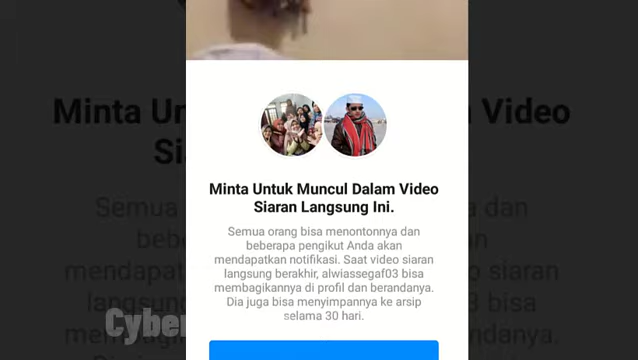 Minta Untuk Muncul Dalam Video
Siaran Langsung Ini.
Semua orang bisa menontonnya dan
beberapa pengikut Anda akan
mendapatkan notifikasi. Saat video siaran
langsung berakhir, alwiassegaf03 bisa
membagikannya di profil dan berandanya.
Dia juga bisa menyimpannya ke arsip
selama 30 hari.
Cyber